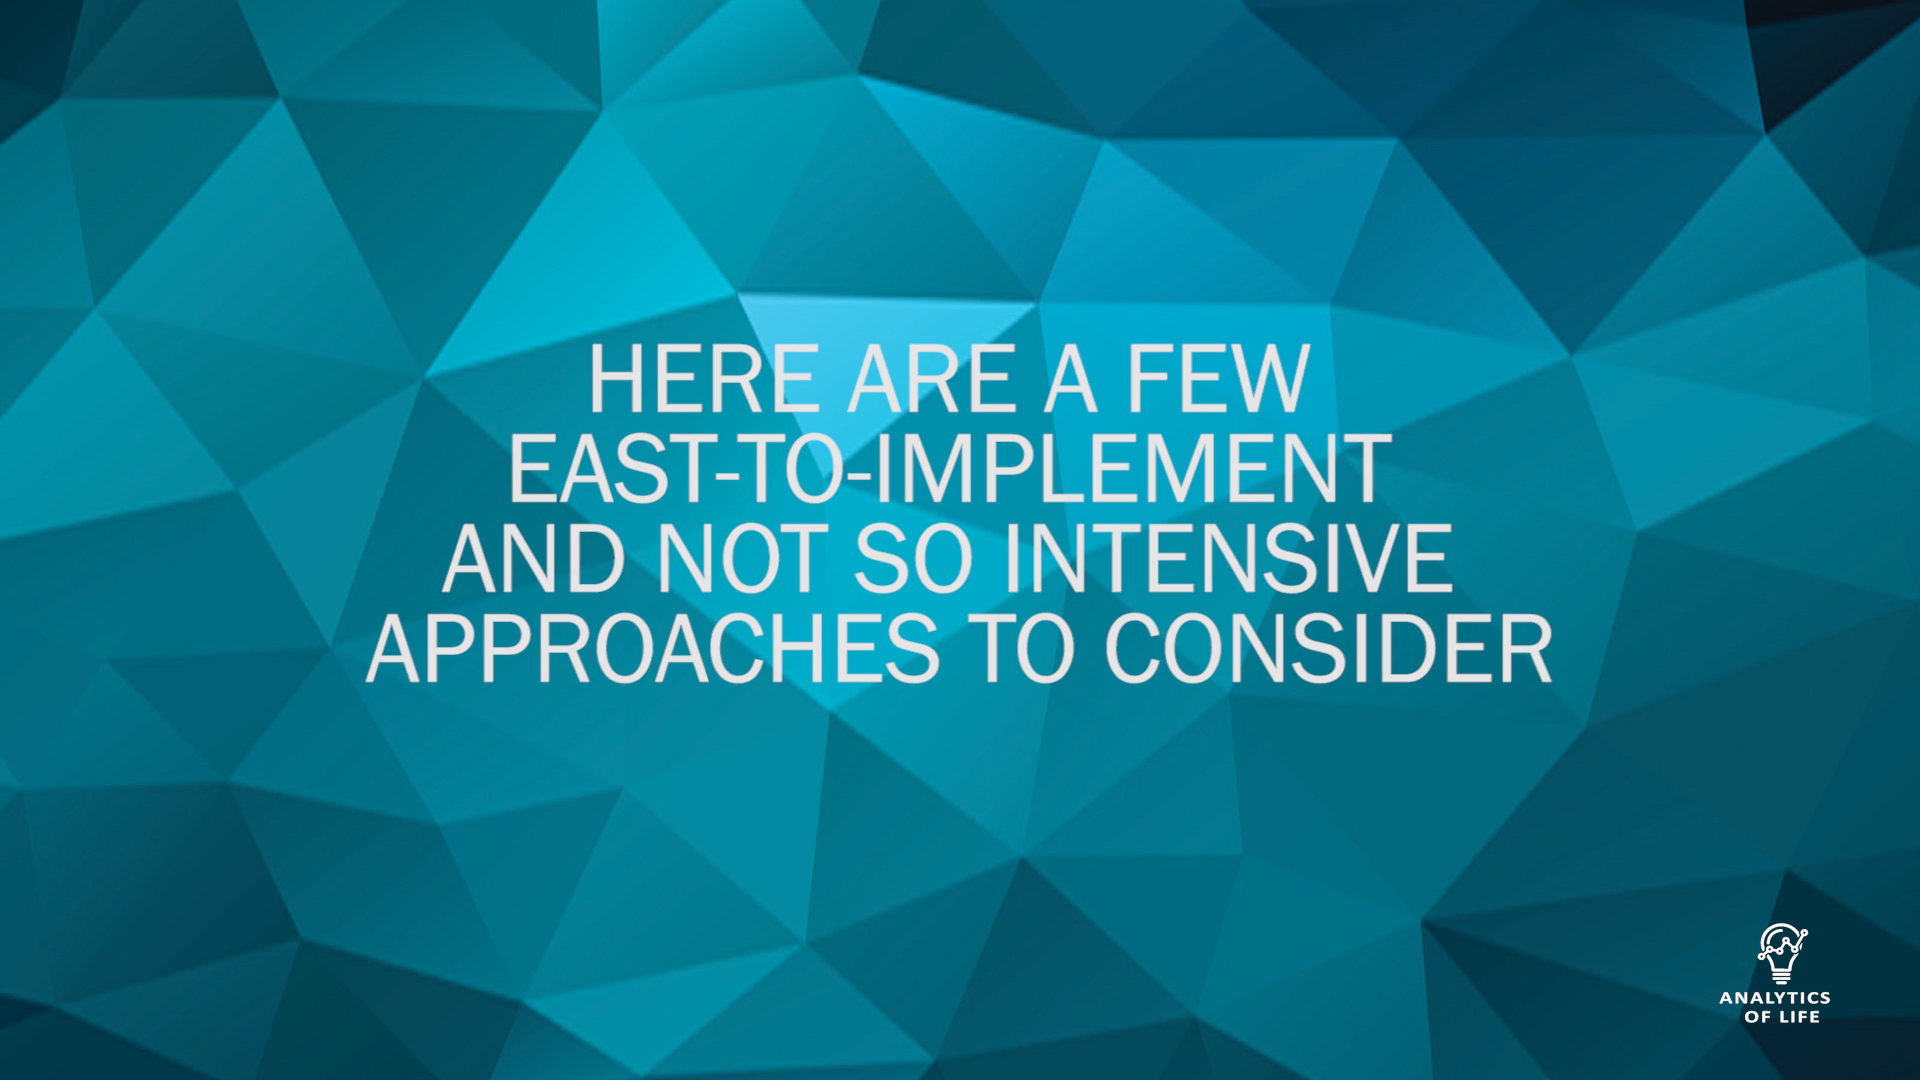 HERE ARE A FEW
EAST-TO-IMPLEMENT
AND NOT SO INTENSIVE
APPROACHES TO CONSIDER
ANALYTICS
OF LIFE